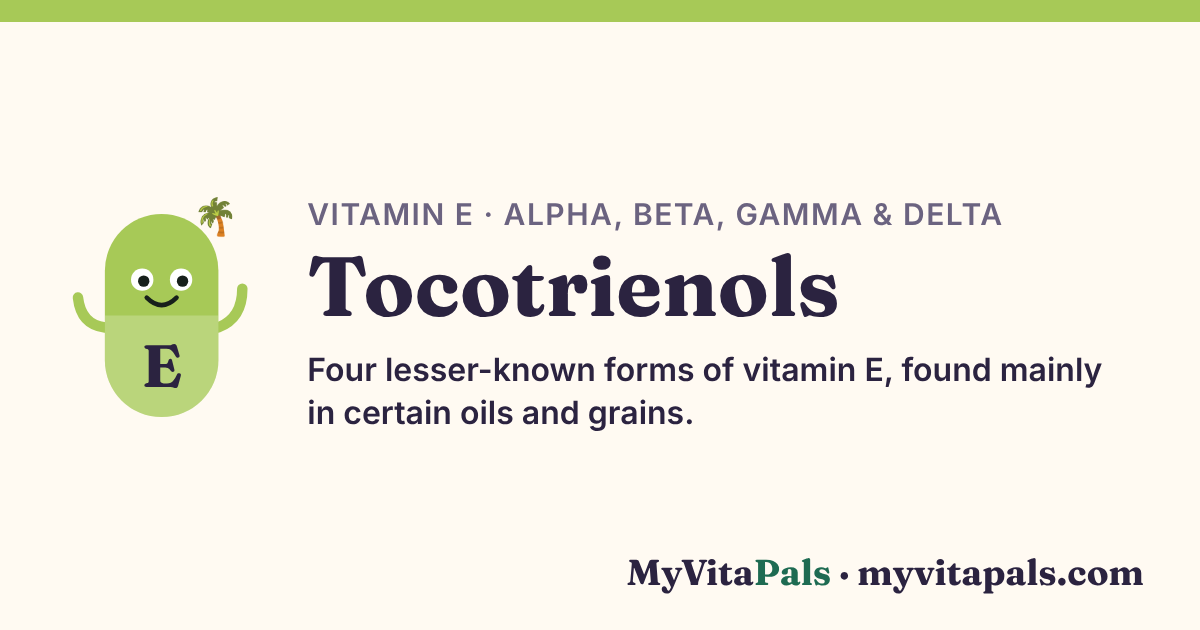 VITAMIN E · ALPHA, BETA, GAMMA & DELTA
Tocotrienols
Four lesser-known forms of vitamin E, found mainly
in certain oils and grains.
E
MyVitaPals · myvitapals.com